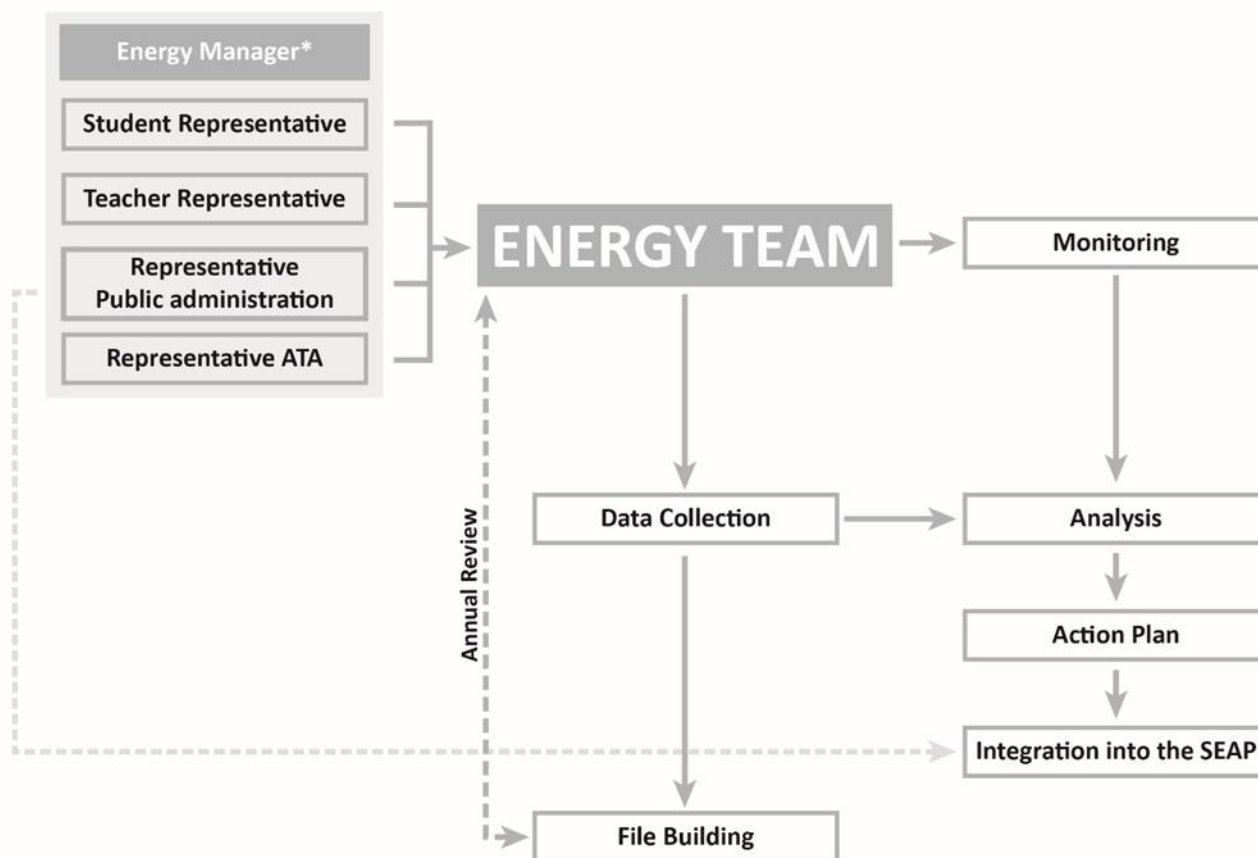 Energy Manager*
Student Representative
Teacher Representative
Representative
Public administration
Representative ATA
ENERGY TEAM
Monitoring
Data Collection
Analysis
Annual Review
Action Plan
Integration into the SEAP
File Building